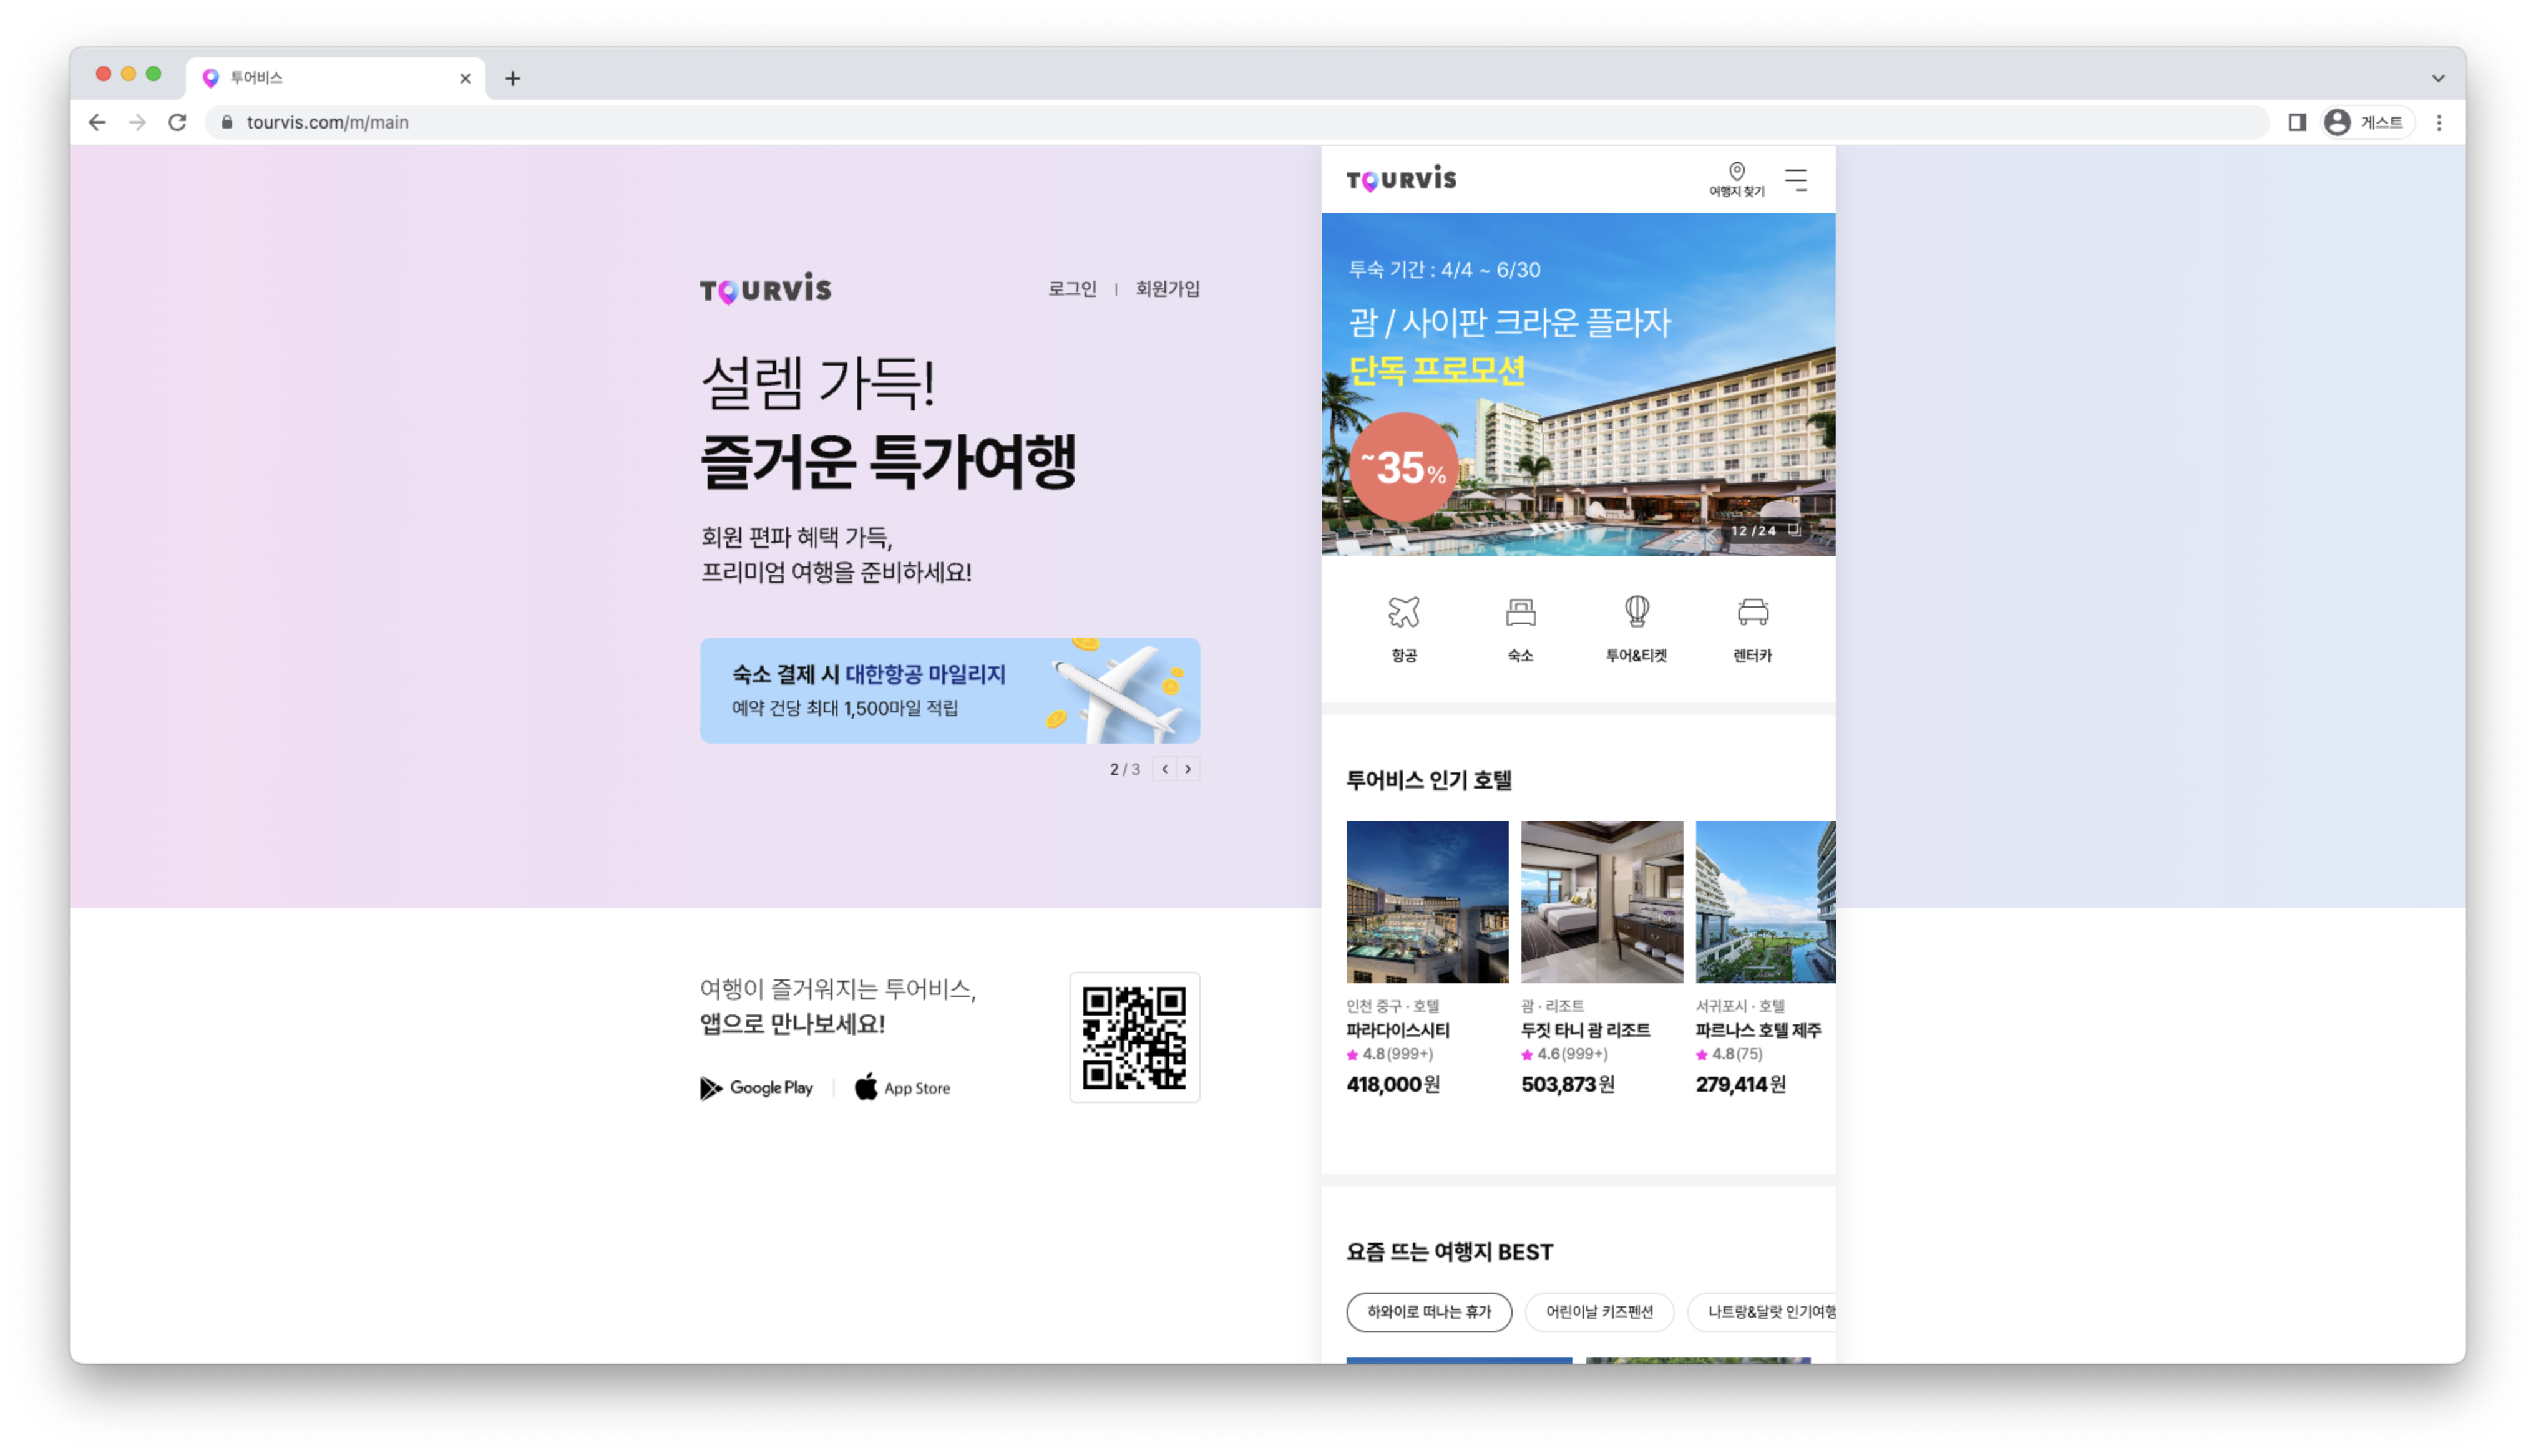 투어비스
tourvis.com/m/main
게스트
TOURVIS
로그인 | 회원가입
설렘 가득!
즐거운 특가여행
회원 편파 혜택 가득,
프리미엄 여행을 준비하세요!
숙소 결제 시 대한항공 마일리지
예약 건당 최대 1,500마일 적립
2 / 3
여행이 즐거워지는 투어비스,
앱으로 만나보세요!
Google Play | App Store
TOURVIS
여행지 찾기
투숙 기간 : 4/4 ~ 6/30
괌 / 사이판 크라운 플라자
단독 프로모션
~35%
12 / 24
항공 숙소 투어&티켓 렌터카
투어비스 인기 호텔
인천 중구 · 호텔
파라다이스시티
4.8(999+)
418,000원
괌 · 리조트
두짓 타니 괌 리조트
4.6(999+)
503,873원
서귀포시 · 호텔
파르나스 호텔 제주
4.8(75)
279,414원
요즘 뜨는 여행지 BEST
하와이로 떠나는 휴가 어린이날 키즈펜션 나트랑&달랏 인기여행